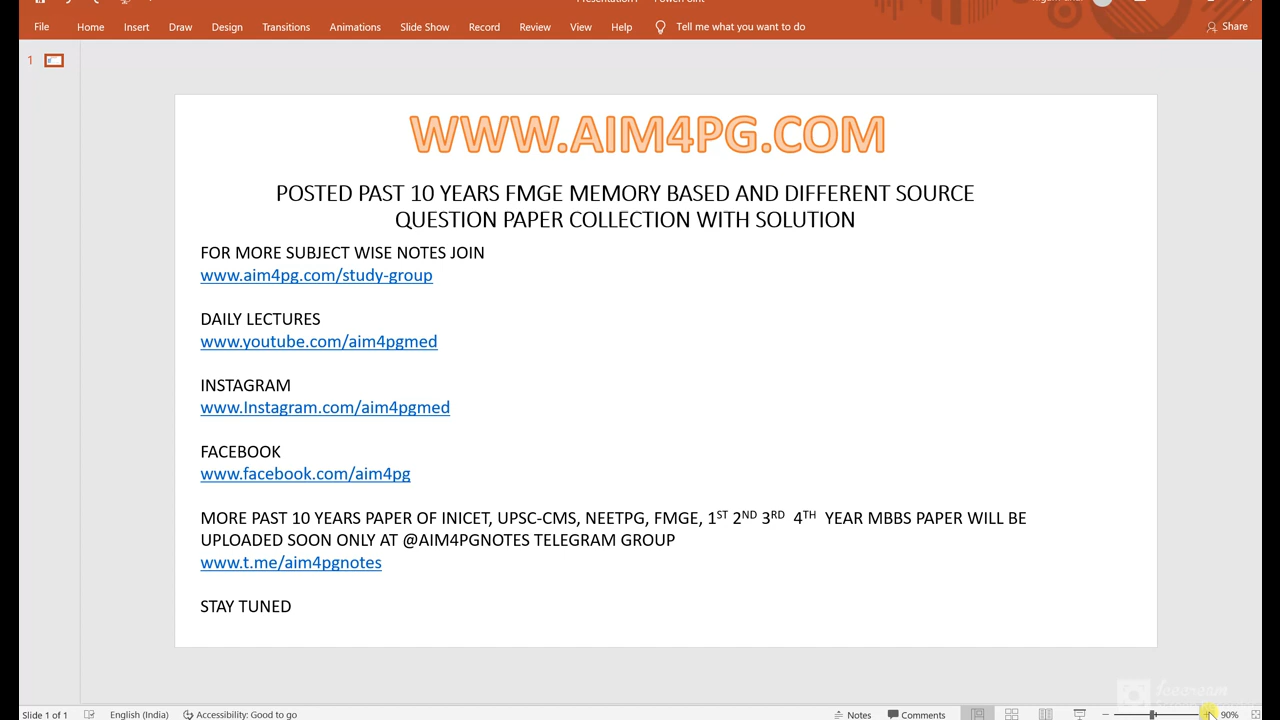 File Home Insert Draw Design Transitions Animations Slide Show Record Review View Help Tell me what you want to do Share
1
WWW.AIM4PG.COM
POSTED PAST 10 YEARS FMGE MEMORY BASED AND DIFFERENT SOURCE
QUESTION PAPER COLLECTION WITH SOLUTION
FOR MORE SUBJECT WISE NOTES JOIN
www.aim4pg.com/study-group
DAILY LECTURES
www.youtube.com/aim4pgmed
INSTAGRAM
www.Instagram.com/aim4pgmed
FACEBOOK
www.facebook.com/aim4pg
MORE PAST 10 YEARS PAPER OF INICET, UPSC-CMS, NEETPG, FMGE, 1ST 2ND 3RD 4TH YEAR MBBS PAPER WILL BE
UPLOADED SOON ONLY AT @AIM4PGNOTES TELEGRAM GROUP
www.t.me/aim4pgnotes
STAY TUNED
Slide 1 of 1 English (India) Accessibility: Good to go Notes Comments 90%